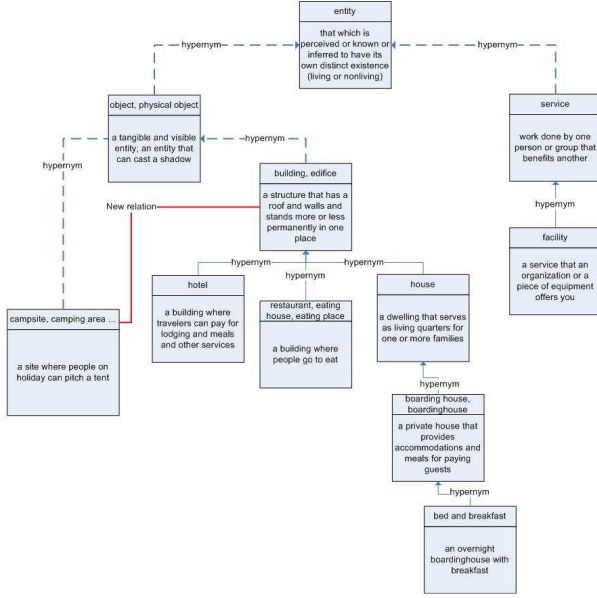 entity
that which is
perceived or known or
inferred to have its
own distinct existence
(living or nonliving)
hypernym
hypernym
object, physical object
a tangible and visible
entity; an entity that
can cast a shadow
service
work done by one
person or group that
benefits another
hypernym
hypernym
building, edifice
a structure that has a
roof and walls and
stands more or less
permanently in one
place
New relation
hypernym
facility
a service that an
organization or a
piece of equipment
offers you
hypernym
hypernym
hypernym
hotel
a building where
travelers can pay for
lodging and meals
and other services
restaurant, eating
house, eating place
a building where
people go to eat
house
a dwelling that serves
as living quarters for
one or more families
campsite, camping area ...
a site where people on
holiday can pitch a tent
hypernym
boarding house,
boardinghouse
a private house that
provides
accommodations and
meals for paying
guests
hypernym
bed and breakfast
an overnight
boardinghouse with
breakfast